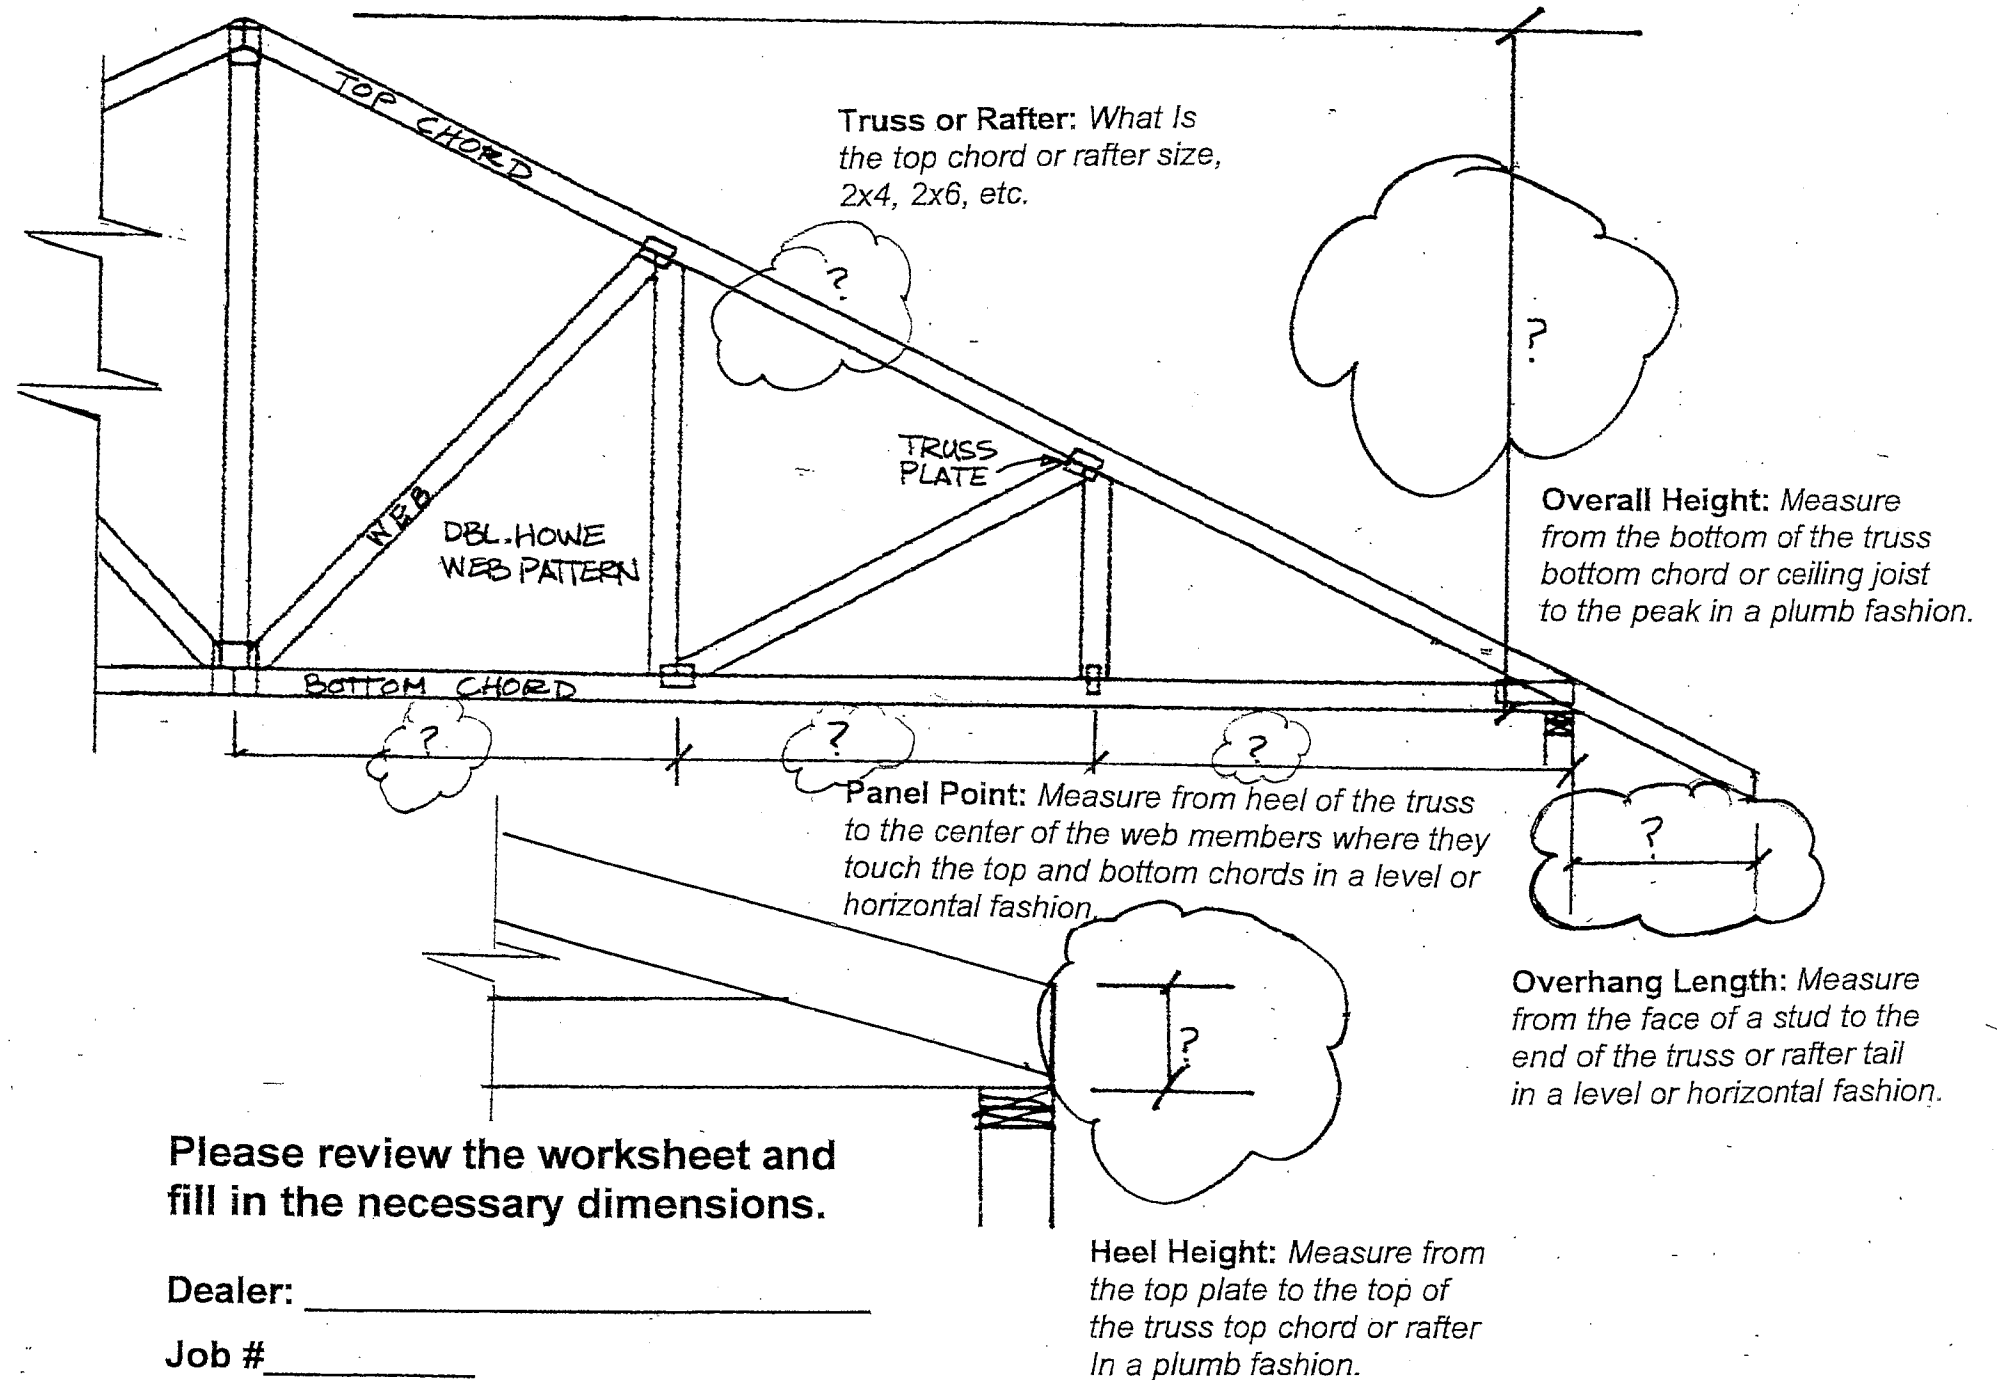 TOP CHORD
Truss or Rafter: What Is
the top chord or rafter size,
2x4, 2x6, etc.
?
?
TRUSS
PLATE
WEB
DBL. HOWE
WEB PATTERN
Overall Height: Measure
from the bottom of the truss
bottom chord or ceiling joist
to the peak in a plumb fashion.
BOTTOM CHORD
?
?
?
Panel Point: Measure from heel of the truss
to the center of the web members where they
touch the top and bottom chords in a level or
horizontal fashion.
?
Overhang Length: Measure
from the face of a stud to the
end of the truss or rafter tail
in a level or horizontal fashion.
?
Please review the worksheet and
fill in the necessary dimensions.
Heel Height: Measure from
the top plate to the top of
the truss top chord or rafter
In a plumb fashion.
Dealer:
Job #